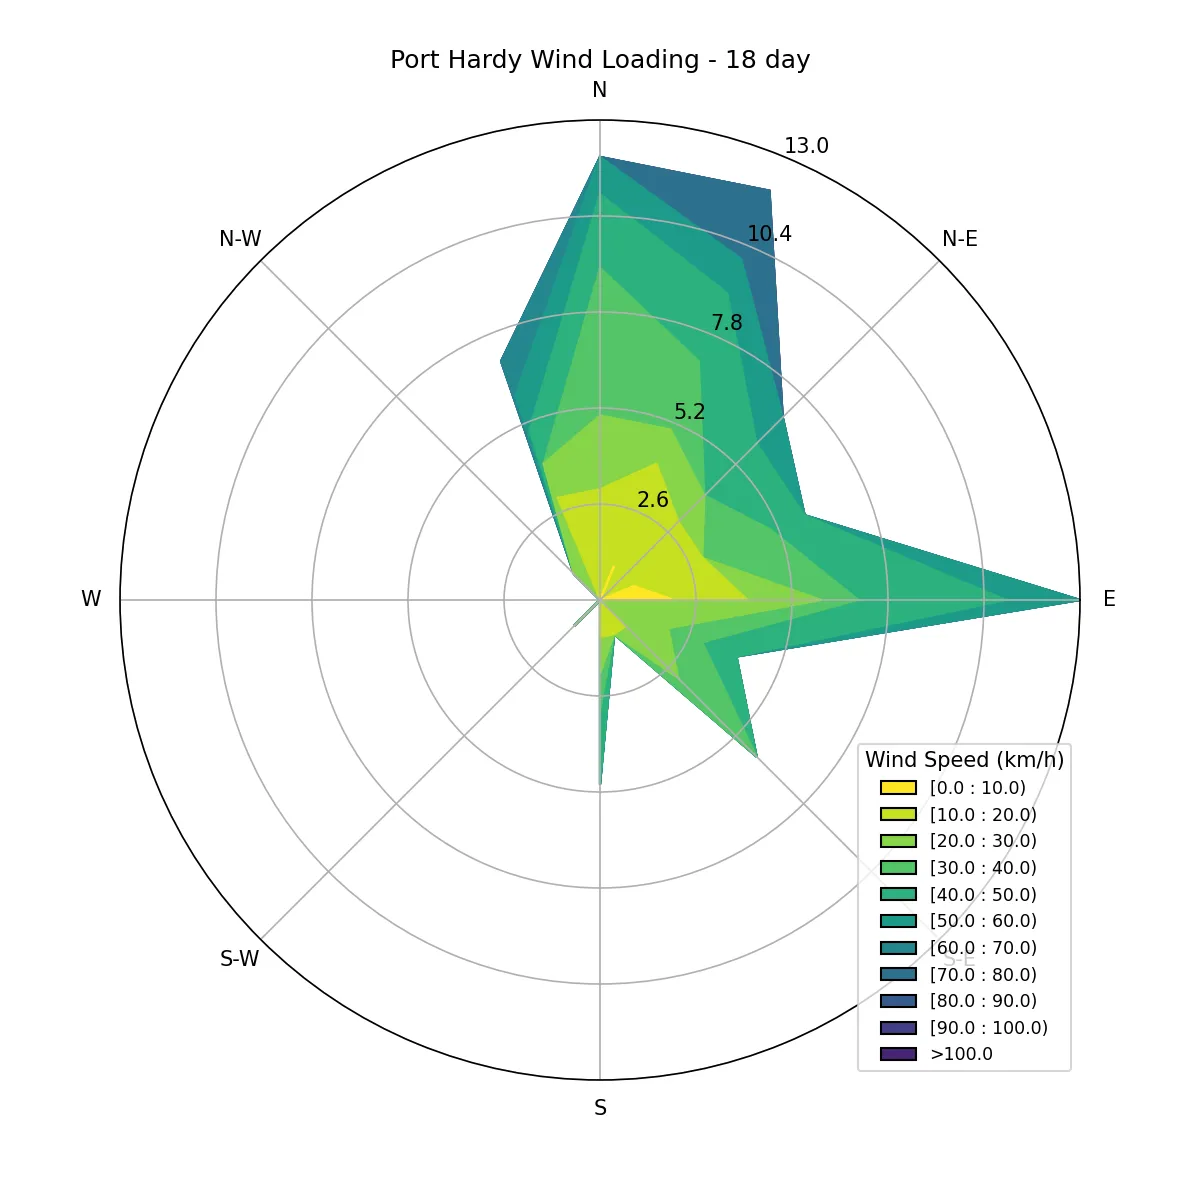 Port Hardy Wind Loading - 18 day
N
13.0
N-W
10.4
N-E
7.8
5.2
2.6
W
E
Wind Speed (km/h)
[0.0 : 10.0)
[10.0 : 20.0)
[20.0 : 30.0)
[30.0 : 40.0)
[40.0 : 50.0)
[50.0 : 60.0)
[60.0 : 70.0)
[70.0 : 80.0)
[80.0 : 90.0)
[90.0 : 100.0)
>100.0
S-W
S-E
S